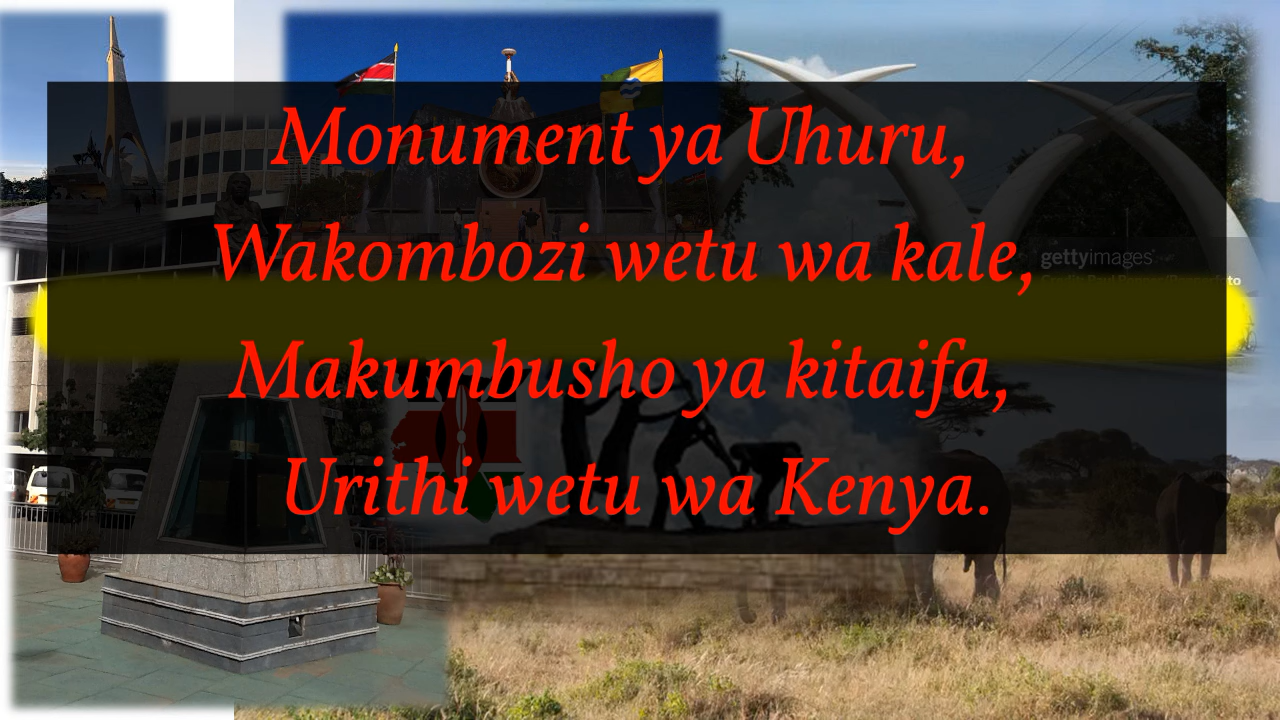 Monument ya Uhuru,
Wakombozi wetu wa kale,
gettyimages
Makumbusho ya kitaifa,
Urithi wetu wa Kenya.